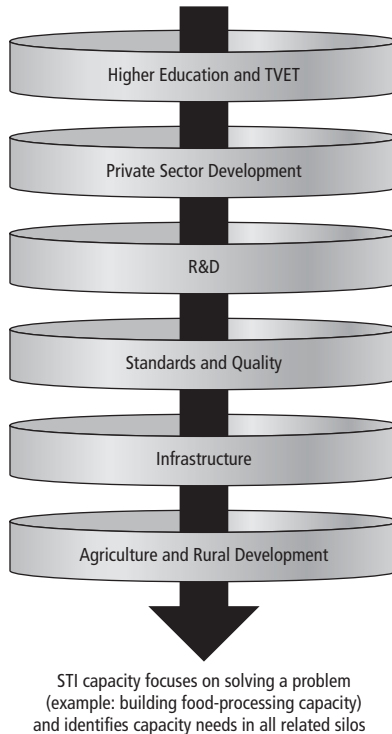 Higher Education and TVET
Private Sector Development
R&D
Standards and Quality
Infrastructure
Agriculture and Rural Development
STI capacity focuses on solving a problem
(example: building food-processing capacity)
and identifies capacity needs in all related silos